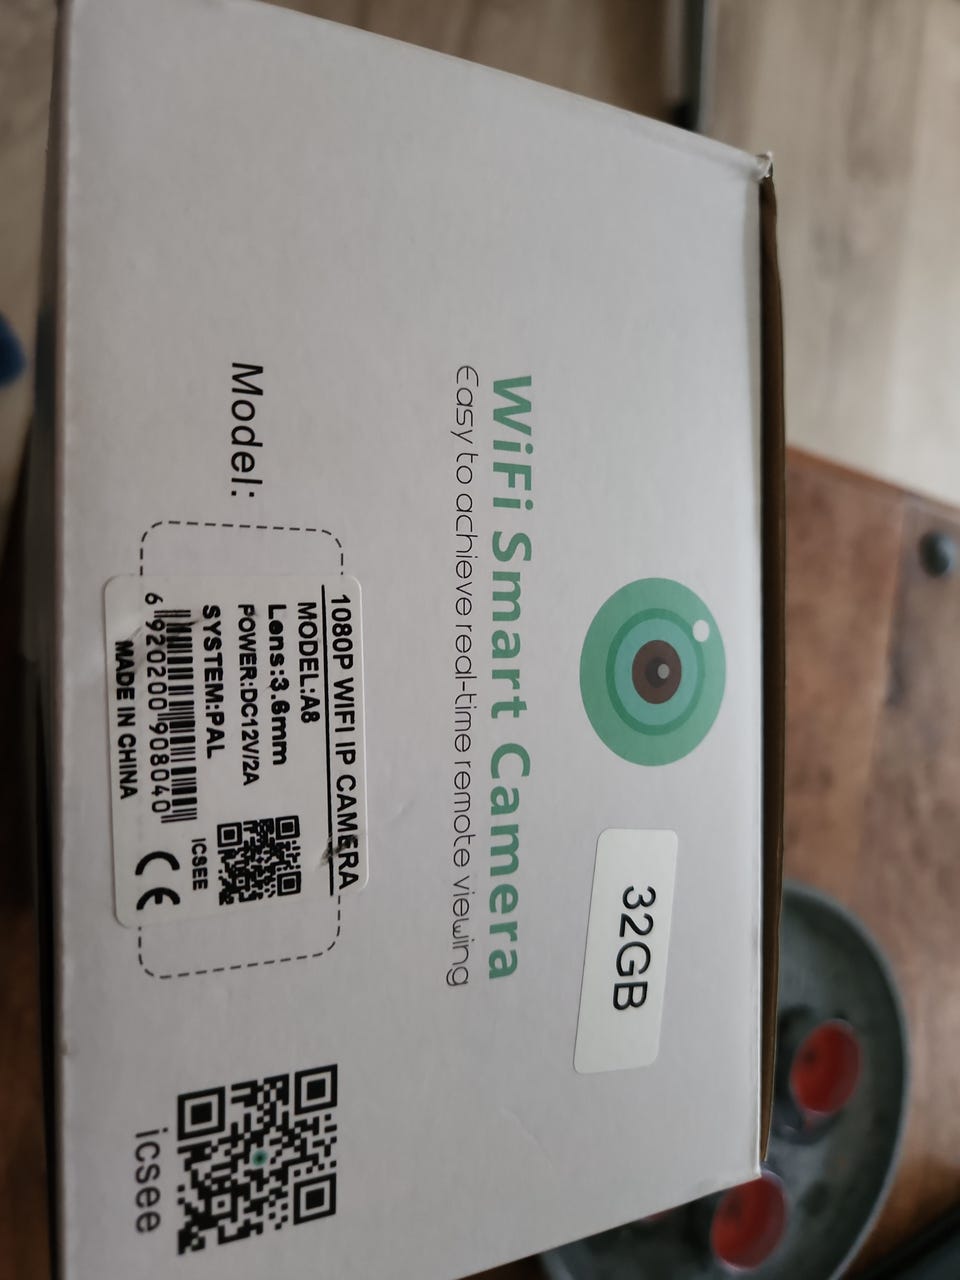 32GB
WiFi Smart Camera
Easy to achieve real-time remote viewing
Model:
1080P WIFI IP CAMERA
MODEL:A8
Lens:3.6mm
POWER:DC12V/2A
SYSTEM:PAL
ICSEE
6 920200 908040
MADE IN CHINA
CE
icsee